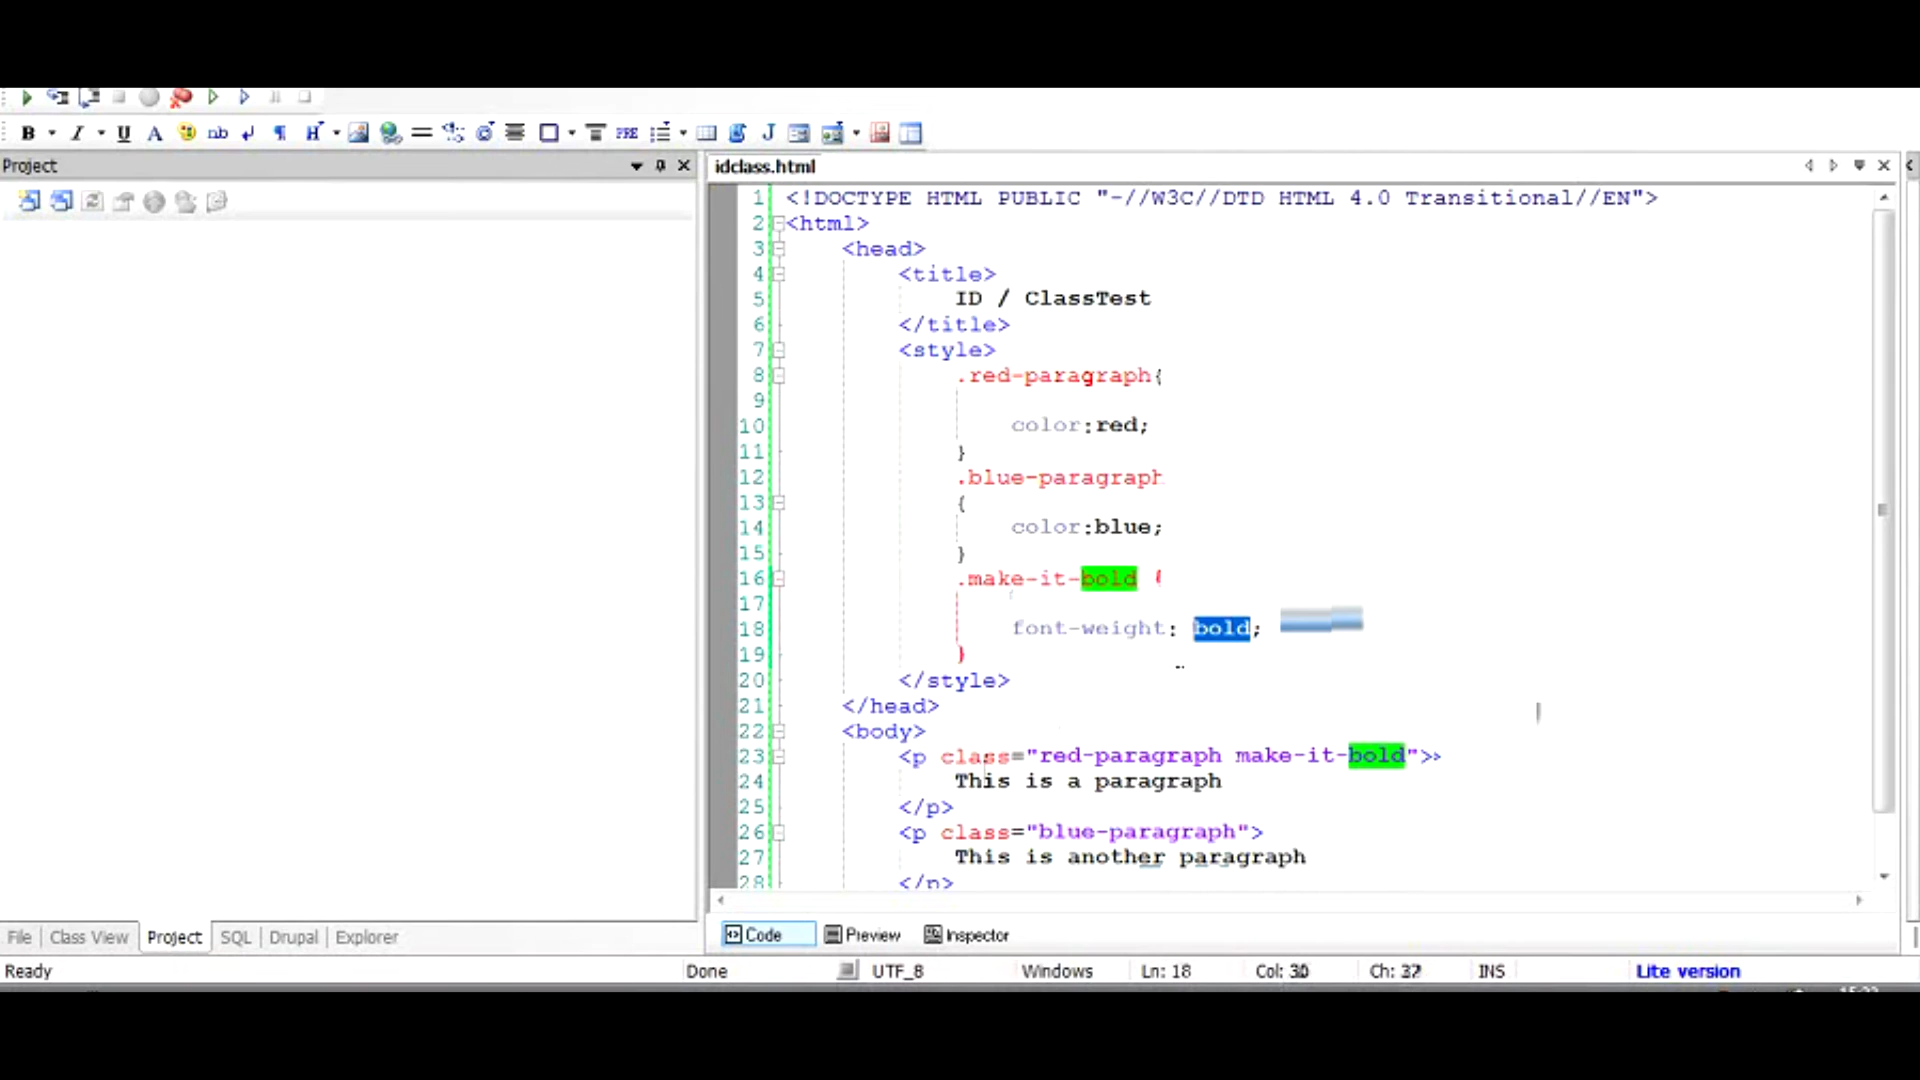 B I U A nb H PRE J
Project
idclass.html
1 <!DOCTYPE HTML PUBLIC "-//W3C//DTD HTML 4.0 Transitional//EN">
2 <html>
3 <head>
4 <title>
5 ID / ClassTest
6 </title>
7 <style>
8 .red-paragraph{
9
10 color:red;
11 }
12 .blue-paragraph
13 {
14 color:blue;
15 }
16 .make-it-bold {
17
18 font-weight: bold;
19 }
20 </style>
21 </head>
22 <body>
23 <p class="red-paragraph make-it-bold">>
24 This is a paragraph
25 </p>
26 <p class="blue-paragraph">
27 This is another paragraph
28 </p>
Code Preview Inspector
File Class View Project SQL Drupal Explorer
Ready Done UTF_8 Windows Ln: 18 Col: 30 INS Lite version